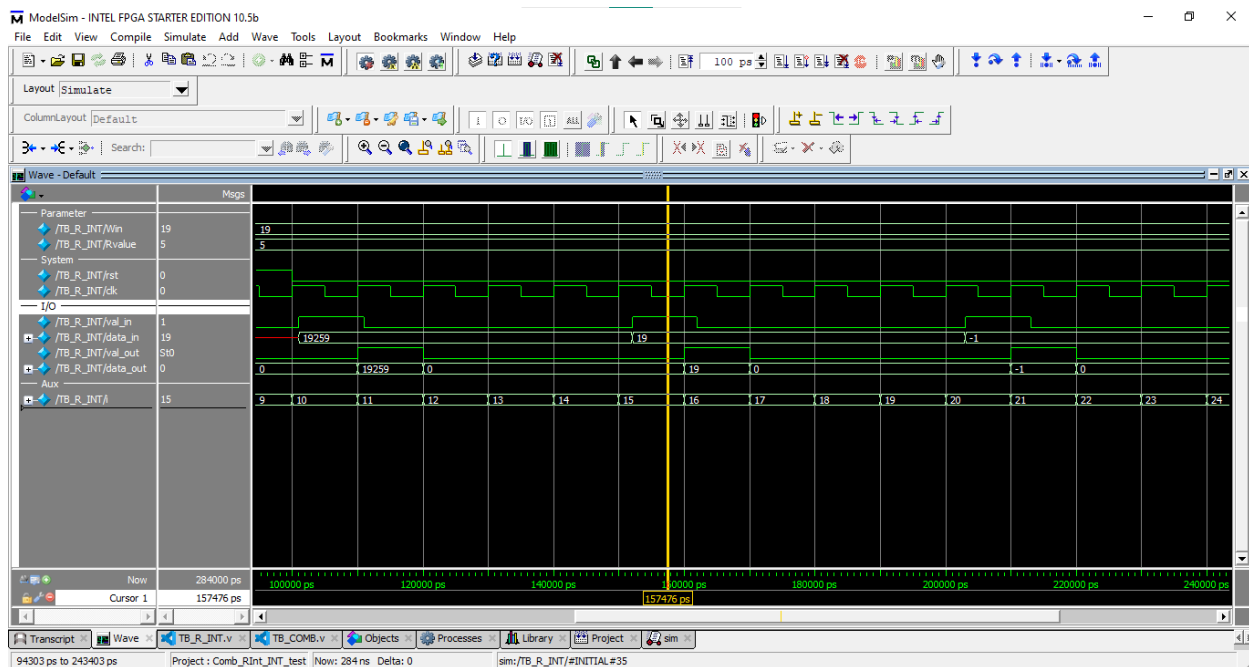 ModelSim - INTEL FPGA STARTER EDITION 10.5b
File Edit View Compile Simulate Add Wave Tools Layout Bookmarks Window Help
100 ps
Layout Simulate
ColumnLayout Default
I O I/O ALL
Search:
Wave - Default
Msgs
Parameter
/TB_R_INT/Win 19 19
/TB_R_INT/Rvalue 5 5
System
/TB_R_INT/rst 0
/TB_R_INT/clk 0
I/O
/TB_R_INT/val_in 1
/TB_R_INT/data_in 19 19259 19 -1
/TB_R_INT/val_out St0
/TB_R_INT/data_out 0 0 19259 0 19 0 -1 0
Aux
/TB_R_INT/i 15 9 10 11 12 13 14 15 16 17 18 19 20 21 22 23 24
Now 284000 ps 100000 ps 120000 ps 140000 ps 160000 ps 180000 ps 200000 ps 220000 ps 240000 ps
Cursor 1 157476 ps 157476 ps
Transcript Wave TB_R_INT.v TB_COMB.v Objects Processes Library Project sim
94303 ps to 243403 ps Project : Comb_RInt_INT_test Now: 284 ns Delta: 0 sim:/TB_R_INT/#INITIAL#35